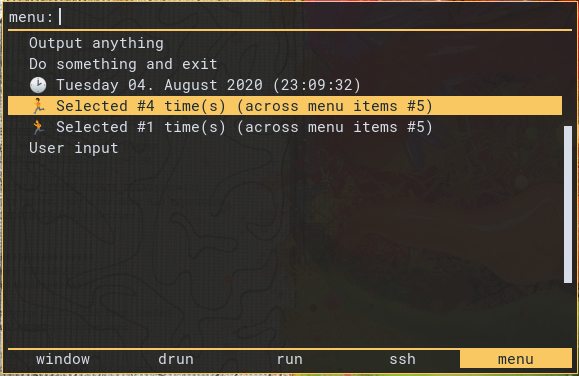 menu:
Output anything
Do something and exit
🕑 Tuesday 04. August 2020 (23:09:32)
🏃 Selected #4 time(s) (across menu items #5)
🏃 Selected #1 time(s) (across menu items #5)
User input
window drun run ssh menu